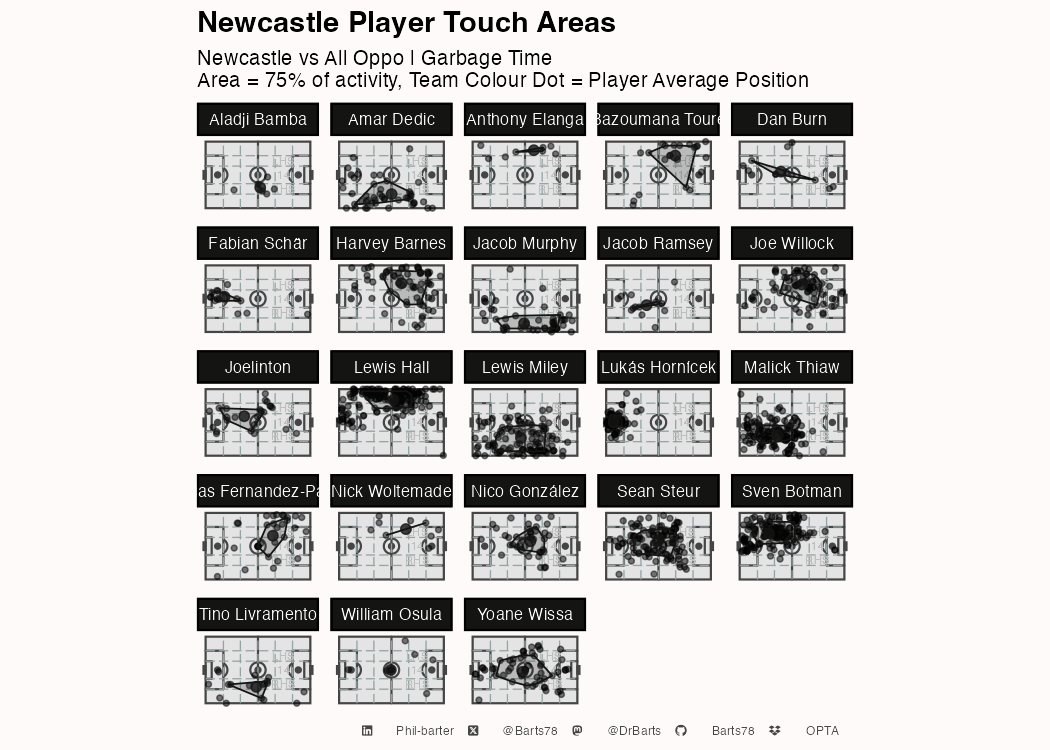 Newcastle Player Touch Areas
Newcastle vs All Oppo | Garbage Time
Area = 75% of activity, Team Colour Dot = Player Average Position
Aladji Bamba Amar Dedic Anthony Elanga Bazoumana Toure Dan Burn
Fabian Schär Harvey Barnes Jacob Murphy Jacob Ramsey Joe Willock
Joelinton Lewis Hall Lewis Miley Lukás Hornícek Malick Thiaw
as Fernandez-Pa Nick Woltemade Nico González Sean Steur Sven Botman
Tino Livramento William Osula Yoane Wissa
Phil-barter @Barts78 @DrBarts Barts78 OPTA